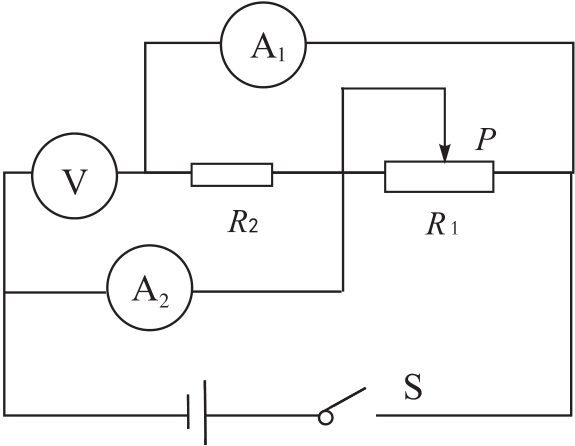 A₁
V
P
R₂
R₁
A₂
S